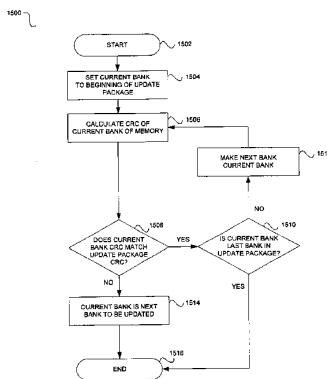 1500
START
1502
SET CURRENT BANK
TO BEGINNING OF UPDATE
PACKAGE
1504
CALCULATE CRC OF
CURRENT BANK OF MEMORY
1506
MAKE NEXT BANK
CURRENT BANK
151
NO
1508
DOES CURRENT
BANK CRC MATCH
UPDATE PACKAGE
CRC?
YES
1510
IS CURRENT BANK
LAST BANK IN
UPDATE PACKAGE?
NO
YES
CURRENT BANK IS NEXT
BANK TO BE UPDATED
1514
1516
END